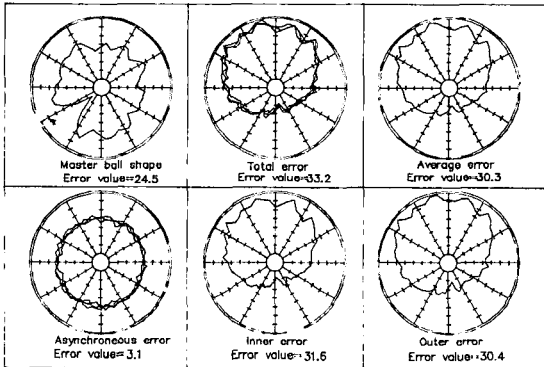 Master ball shape
Error value=24.5
Total error
Error value=33.2
Average error
Error value=30.3
Asynchroneous error
Error value=3.1
Inner error
Error value=31.6
Outer error
Error value=30.4